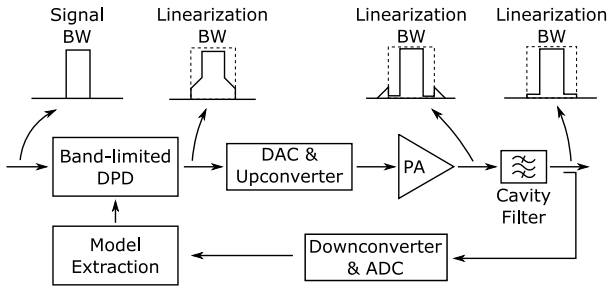 Signal
BW
Linearization
BW
Linearization
BW
Linearization
BW
Band-limited
DPD
DAC &
Upconverter
PA
Cavity
Filter
Model
Extraction
Downconverter
& ADC